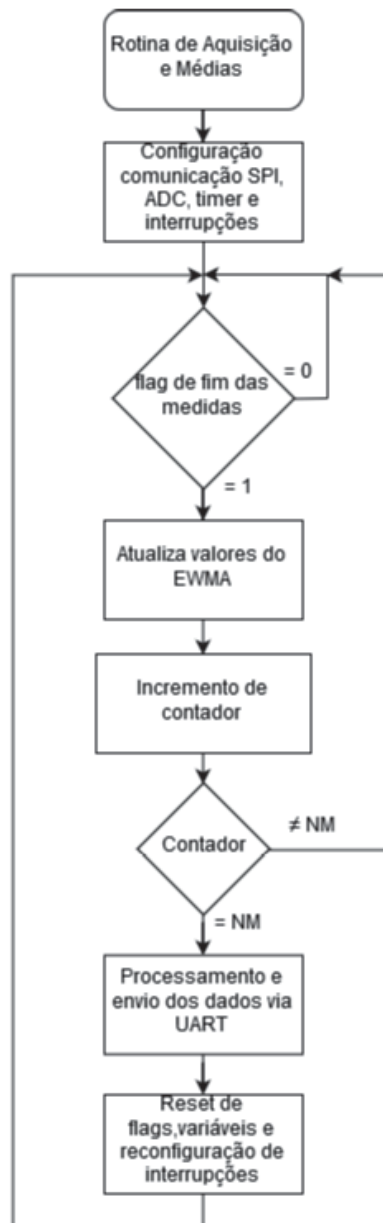 Rotina de Aquisição
e Médias
Configuração
comunicação SPI,
ADC, timer e
interrupções
flag de fim das
medidas
= 0
= 1
Atualiza valores do
EWMA
Incremento de
contador
Contador
≠ NM
= NM
Processamento e
envio dos dados via
UART
Reset de
flags,variáveis e
reconfiguração de
interrupções